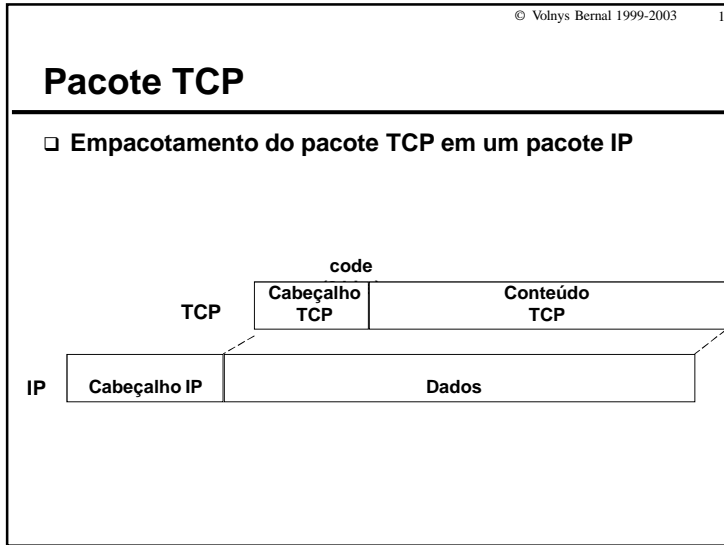 © Volnys Bernal 1999-2003 1
Pacote TCP
❑ Empacotamento do pacote TCP em um pacote IP
code
TCP
Cabeçalho
TCP
Conteúdo
TCP
IP
Cabeçalho IP
Dados